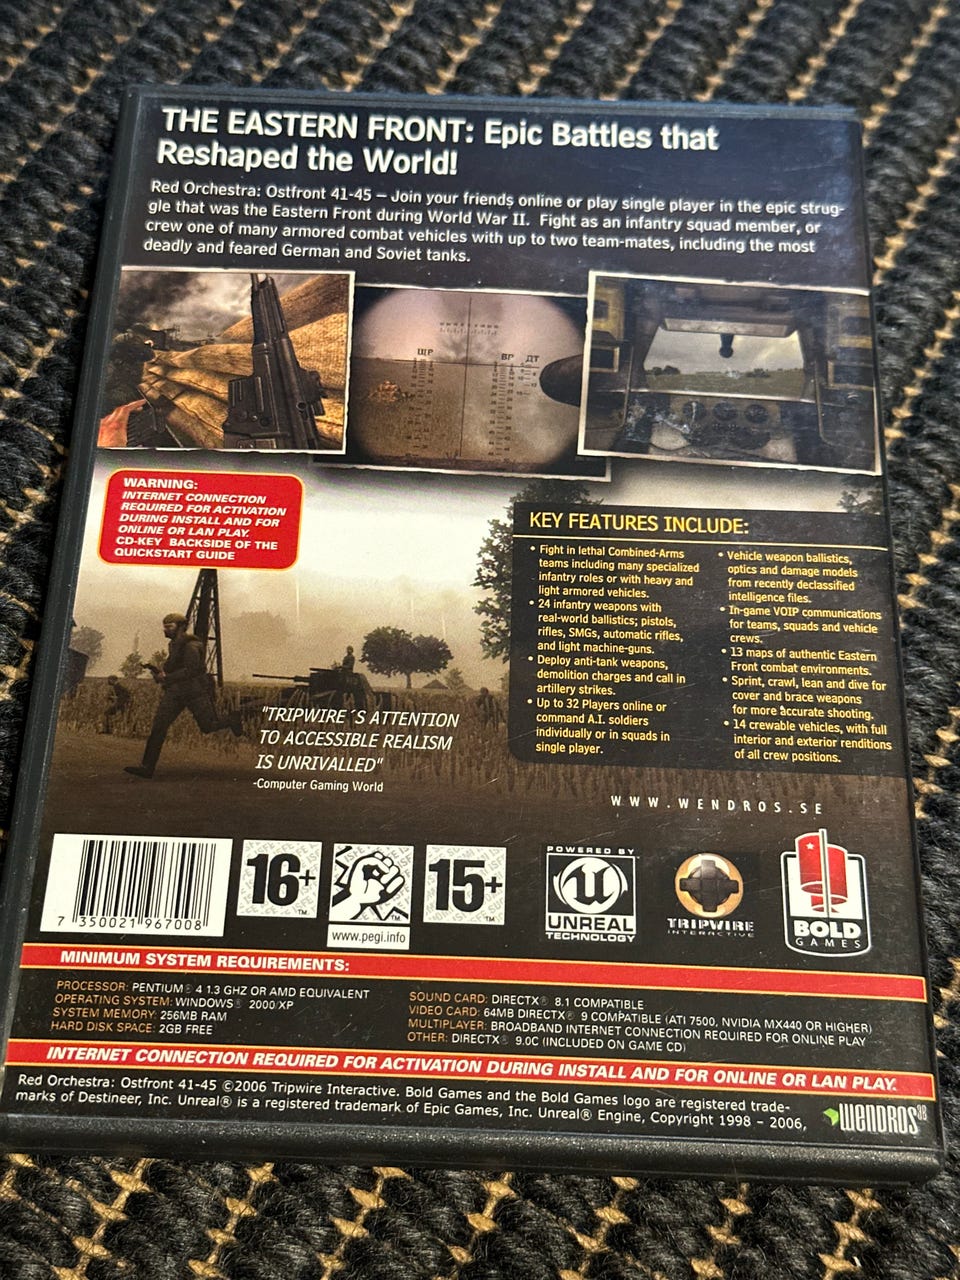 THE EASTERN FRONT: Epic Battles that
Reshaped the World!
Red Orchestra: Ostfront 41-45 – Join your friends online or play single player in the epic strug-
gle that was the Eastern Front during World War II. Fight as an infantry squad member, or
crew one of many armored combat vehicles with up to two team-mates, including the most
deadly and feared German and Soviet tanks.
ШР
ВР
ДТ
WARNING:
INTERNET CONNECTION
REQUIRED FOR ACTIVATION
DURING INSTALL AND FOR
ONLINE OR LAN PLAY.
CD-KEY BACKSIDE OF THE
QUICKSTART GUIDE
KEY FEATURES INCLUDE:
• Fight in lethal Combined-Arms
teams including many specialized
infantry roles or with heavy and
light armored vehicles.
• 24 infantry weapons with
real-world ballistics; pistols,
rifles, SMGs, automatic rifles,
and light machine-guns.
• Deploy anti-tank weapons,
demolition charges and call in
artillery strikes.
• Up to 32 Players online or
command A.I. soldiers
individually or in squads in
single player.
• Vehicle weapon ballistics,
optics and damage models
from recently declassified
intelligence files.
• In-game VOIP communications
for teams, squads and vehicle
crews.
• 13 maps of authentic Eastern
Front combat environments.
• Sprint, crawl, lean and dive for
cover and brace weapons
for more accurate shooting.
• 14 crewable vehicles, with full
interior and exterior renditions
of all crew positions.
"TRIPWIRE´S ATTENTION
TO ACCESSIBLE REALISM
IS UNRIVALLED"
-Computer Gaming World
WWW.WENDROS.SE
7 350021 967008
16+
TM
TM
www.pegi.info
15+
TM
POWERED BY
U
UNREAL
TECHNOLOGY
TRIPWIRE
INTERACTIVE
BOLD
GAMES
MINIMUM SYSTEM REQUIREMENTS:
PROCESSOR: PENTIUM® 4 1.3 GHZ OR AMD EQUIVALENT
OPERATING SYSTEM: WINDOWS® 2000/XP
SYSTEM MEMORY: 256MB RAM
HARD DISK SPACE: 2GB FREE
SOUND CARD: DIRECTX® 8.1 COMPATIBLE
VIDEO CARD: 64MB DIRECTX® 9 COMPATIBLE (ATI 7500, NVIDIA MX440 OR HIGHER)
MULTIPLAYER: BROADBAND INTERNET CONNECTION REQUIRED FOR ONLINE PLAY
OTHER: DIRECTX® 9.0C (INCLUDED ON GAME CD)
INTERNET CONNECTION REQUIRED FOR ACTIVATION DURING INSTALL AND FOR ONLINE OR LAN PLAY.
Red Orchestra: Ostfront 41-45 ©2006 Tripwire Interactive. Bold Games and the Bold Games logo are registered trade-
marks of Destineer, Inc. Unreal® is a registered trademark of Epic Games, Inc. Unreal® Engine, Copyright 1998 – 2006,
WENDROS AB